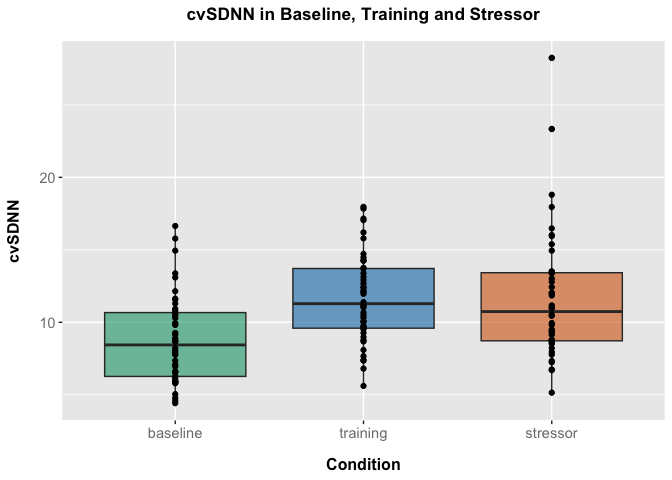 cvSDNN in Baseline, Training and Stressor
cvSDNN
20
10
baseline training stressor
Condition